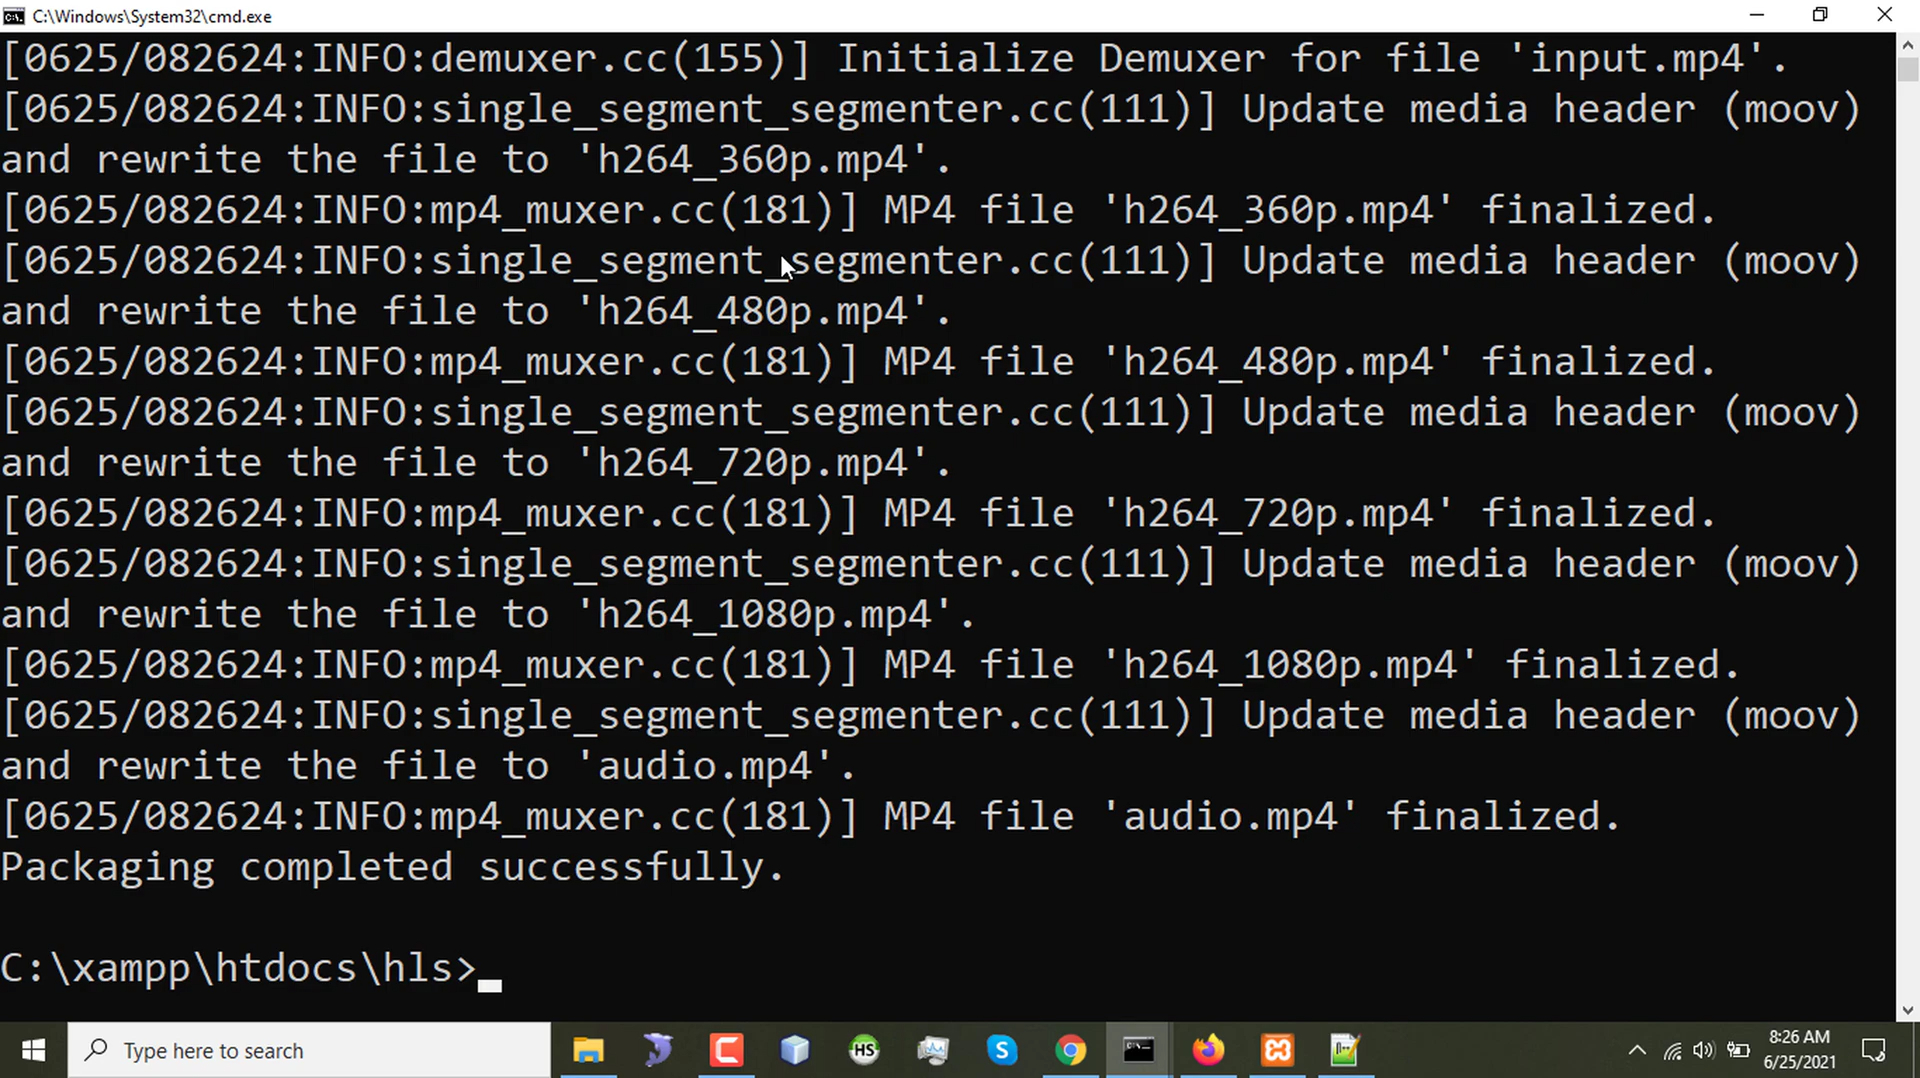 C:\Windows\System32\cmd.exe
[0625/082624:INFO:demuxer.cc(155)] Initialize Demuxer for file 'input.mp4'.
[0625/082624:INFO:single_segment_segmenter.cc(111)] Update media header (moov)
and rewrite the file to 'h264_360p.mp4'.
[0625/082624:INFO:mp4_muxer.cc(181)] MP4 file 'h264_360p.mp4' finalized.
[0625/082624:INFO:single_segment_segmenter.cc(111)] Update media header (moov)
and rewrite the file to 'h264_480p.mp4'.
[0625/082624:INFO:mp4_muxer.cc(181)] MP4 file 'h264_480p.mp4' finalized.
[0625/082624:INFO:single_segment_segmenter.cc(111)] Update media header (moov)
and rewrite the file to 'h264_720p.mp4'.
[0625/082624:INFO:mp4_muxer.cc(181)] MP4 file 'h264_720p.mp4' finalized.
[0625/082624:INFO:single_segment_segmenter.cc(111)] Update media header (moov)
and rewrite the file to 'h264_1080p.mp4'.
[0625/082624:INFO:mp4_muxer.cc(181)] MP4 file 'h264_1080p.mp4' finalized.
[0625/082624:INFO:single_segment_segmenter.cc(111)] Update media header (moov)
and rewrite the file to 'audio.mp4'.
[0625/082624:INFO:mp4_muxer.cc(181)] MP4 file 'audio.mp4' finalized.
Packaging completed successfully.
C:\xampp\htdocs\hls>_
Type here to search
HS
8:26 AM
6/25/2021